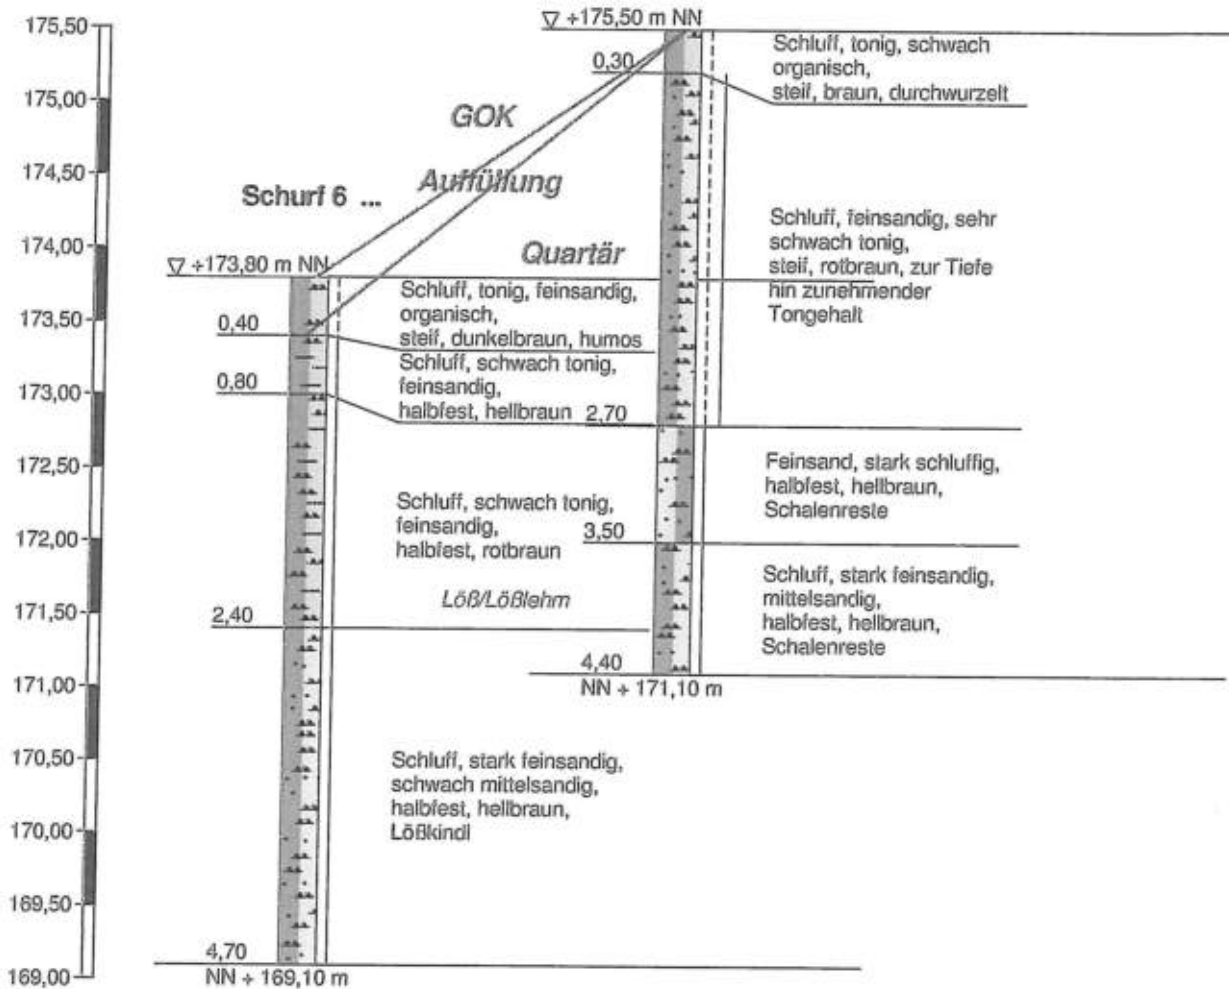 175,50
175,00
174,50
174,00
173,50
173,00
172,50
172,00
171,50
171,00
170,50
170,00
169,50
169,00
GOK
Auffüllung
Quartär
Schurf 6 ...
▽ +173,80 m NN
0,40
Schluff, tonig, feinsandig,
organisch,
steif, dunkelbraun, humos
0,80
Schluff, schwach tonig,
feinsandig,
halbfest, hellbraun
Schluff, schwach tonig,
feinsandig,
halbfest, rotbraun
Löß/Lößlehm
2,40
Schluff, stark feinsandig,
schwach mittelsandig,
halbfest, hellbraun,
Lößkindl
4,70
NN + 169,10 m
▽ +175,50 m NN
0,30
Schluff, tonig, schwach
organisch,
steif, braun, durchwurzelt
Schluff, feinsandig, sehr
schwach tonig,
steif, rotbraun, zur Tiefe
hin zunehmender
Tongehalt
2,70
Feinsand, stark schluffig,
halbfest, hellbraun,
Schalenreste
3,50
Schluff, stark feinsandig,
mittelsandig,
halbfest, hellbraun,
Schalenreste
4,40
NN + 171,10 m